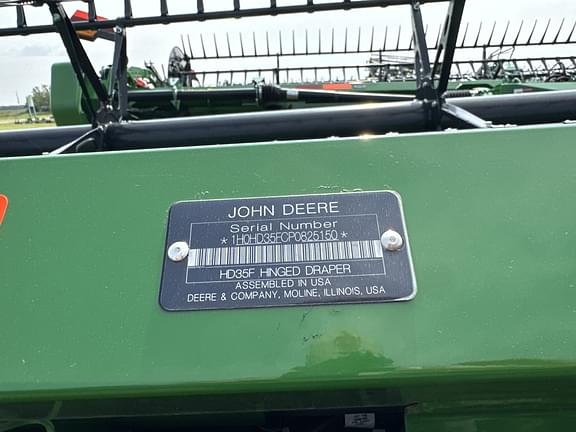 JOHN DEERE
Serial Number
*1H0HD35FCP0825150*
HD35F HINGED DRAPER
ASSEMBLED IN USA
DEERE & COMPANY, MOLINE, ILLINOIS, USA